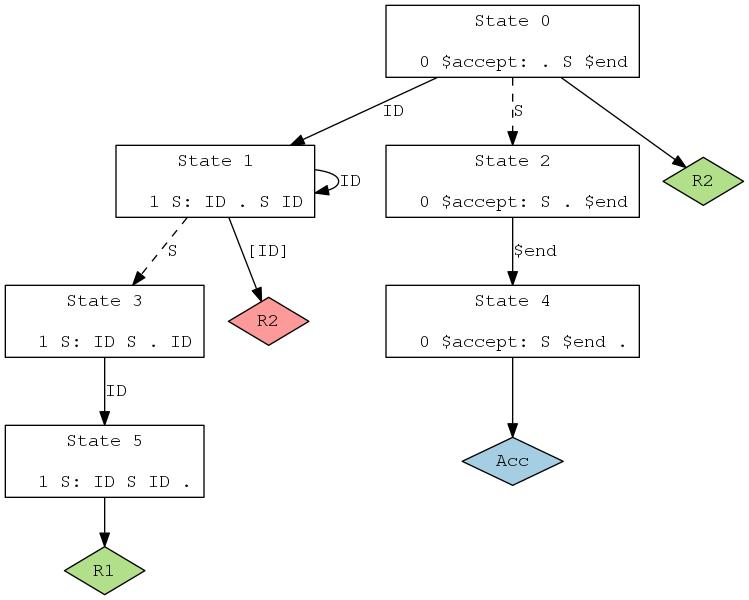 State 0
0 $accept: . S $end
ID
S
State 1
1 S: ID . S ID
ID
State 2
0 $accept: S . $end
R2
S
[ID]
$end
State 3
1 S: ID S . ID
R2
State 4
0 $accept: S $end .
ID
State 5
1 S: ID S ID .
Acc
R1